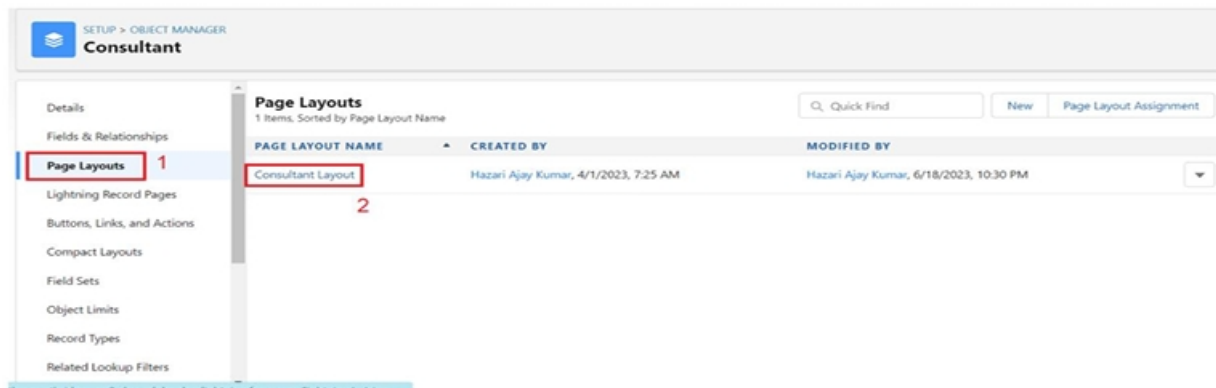 SETUP > OBJECT MANAGER
Consultant
Details
Fields & Relationships
Page Layouts 1
Lightning Record Pages
Buttons, Links, and Actions
Compact Layouts
Field Sets
Object Limits
Record Types
Related Lookup Filters
Page Layouts
1 Items, Sorted by Page Layout Name
Quick Find
New
Page Layout Assignment
PAGE LAYOUT NAME CREATED BY MODIFIED BY
Consultant Layout Hazari Ajay Kumar, 4/1/2023, 7:25 AM Hazari Ajay Kumar, 6/18/2023, 10:30 PM
2